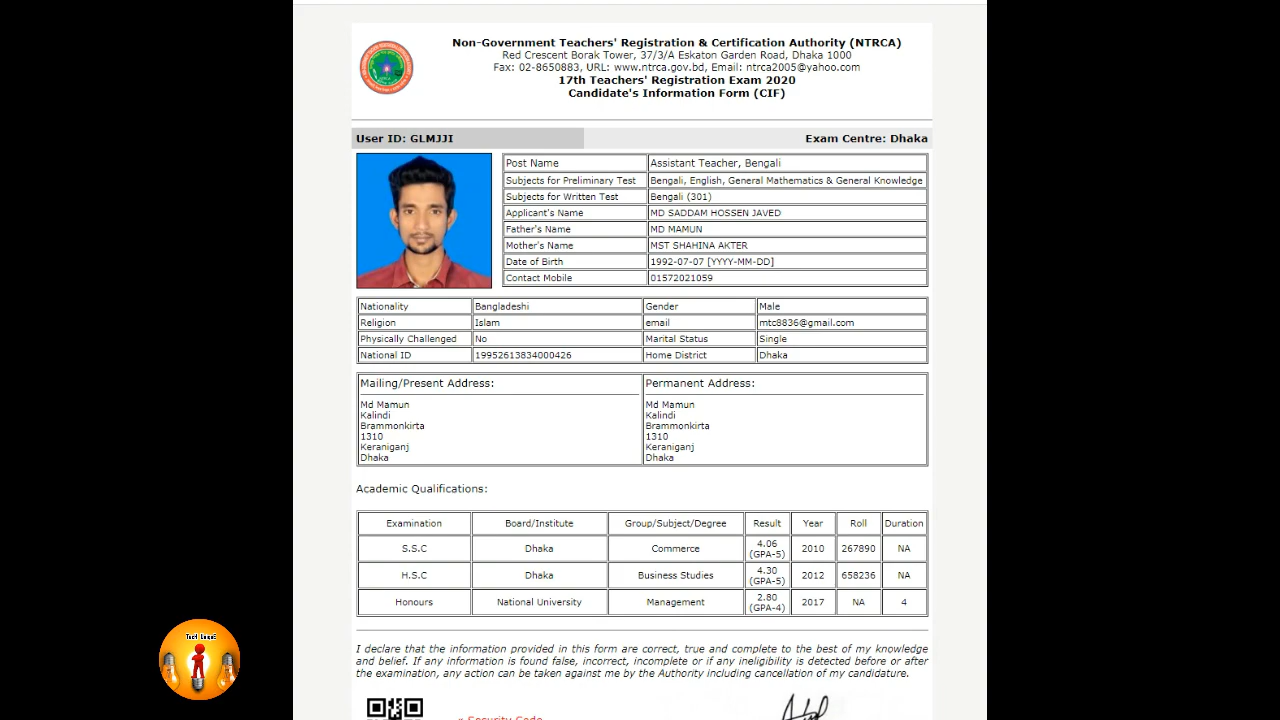 Non-Government Teachers' Registration & Certification Authority (NTRCA)
Red Crescent Borak Tower, 37/3/A Eskaton Garden Road, Dhaka 1000
Fax: 02-8650883, URL: www.ntrca.gov.bd, Email: ntrca2005@yahoo.com
17th Teachers' Registration Exam 2020
Candidate's Information Form (CIF)
User ID: GLMJJI Exam Centre: Dhaka
Post Name Assistant Teacher, Bengali
Subjects for Preliminary Test Bengali, English, General Mathematics & General Knowledge
Subjects for Written Test Bengali (301)
Applicant's Name MD SADDAM HOSSEN JAVED
Father's Name MD MAMUN
Mother's Name MST SHAHINA AKTER
Date of Birth 1992-07-07 [YYYY-MM-DD]
Contact Mobile 01572021059
Nationality Bangladeshi Gender Male
Religion Islam email mtc8836@gmail.com
Physically Challenged No Marital Status Single
National ID 19952613834000426 Home District Dhaka
Mailing/Present Address:
Md Mamun
Kalindi
Brammonkirta
1310
Keraniganj
Dhaka
Permanent Address:
Md Mamun
Kalindi
Brammonkirta
1310
Keraniganj
Dhaka
Academic Qualifications:
Examination Board/Institute Group/Subject/Degree Result Year Roll Duration
S.S.C Dhaka Commerce 4.06 (GPA-5) 2010 267890 NA
H.S.C Dhaka Business Studies 4.30 (GPA-5) 2012 658236 NA
Honours National University Management 2.80 (GPA-4) 2017 NA 4
I declare that the information provided in this form are correct, true and complete to the best of my knowledge
and belief. If any information is found false, incorrect, incomplete or if any ineligibility is detected before or after
the examination, any action can be taken against me by the Authority including cancellation of my candidature.
Security Code